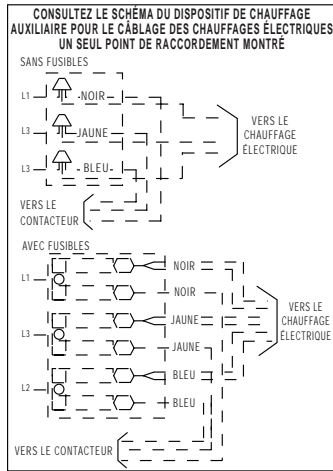 CONSULTEZ LE SCHÉMA DU DISPOSITIF DE CHAUFFAGE
AUXILIAIRE POUR LE CÂBLAGE DES CHAUFFAGES ÉLECTRIQUES
UN SEUL POINT DE RACCORDEMENT MONTRÉ
SANS FUSIBLES
L1
NOIR
L3
JAUNE
L3
BLEU
VERS LE
CHAUFFAGE
ÉLECTRIQUE
VERS LE
CONTACTEUR
AVEC FUSIBLES
NOIR
L1
NOIR
JAUNE
L3
JAUNE
BLEU
L2
BLEU
VERS LE
CHAUFFAGE
ÉLECTRIQUE
VERS LE CONTACTEUR